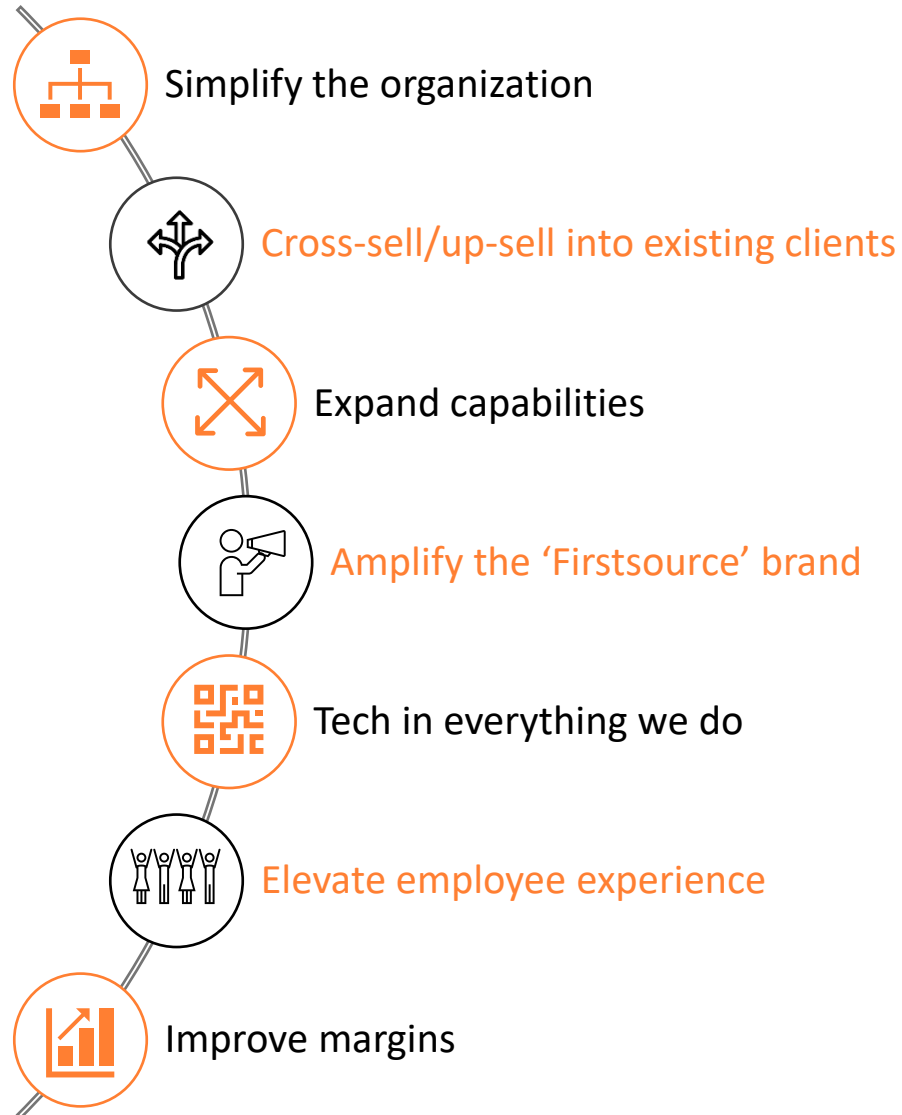 Simplify the organization
Cross-sell/up-sell into existing clients
Expand capabilities
Amplify the ‘Firstsource’ brand
Tech in everything we do
Elevate employee experience
Improve margins